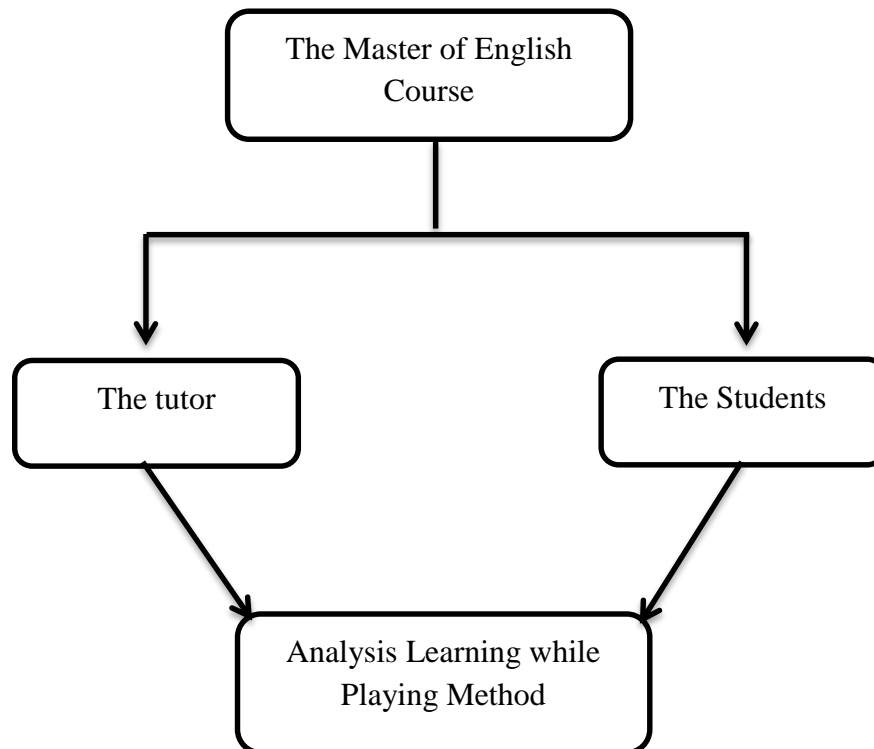 The Master of English
Course
The tutor
The Students
Analysis Learning while
Playing Method